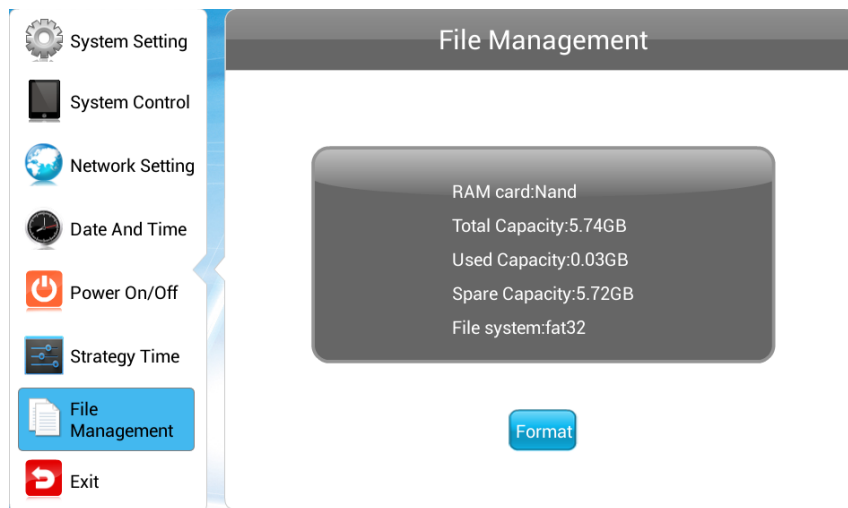 System Setting
System Control
Network Setting
Date And Time
Power On/Off
Strategy Time
File
Management
Exit
File Management
RAM card:Nand
Total Capacity:5.74GB
Used Capacity:0.03GB
Spare Capacity:5.72GB
File system:fat32
Format